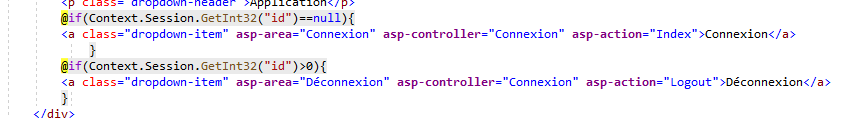 <p class="dropdown-header">Application</p>
@if(Context.Session.GetInt32("id")==null){
<a class="dropdown-item" asp-area="Connexion" asp-controller="Connexion" asp-action="Index">Connexion</a>
}
@if(Context.Session.GetInt32("id")>0){
<a class="dropdown-item" asp-area="Déconnexion" asp-controller="Connexion" asp-action="Logout">Déconnexion</a>
}
</div>